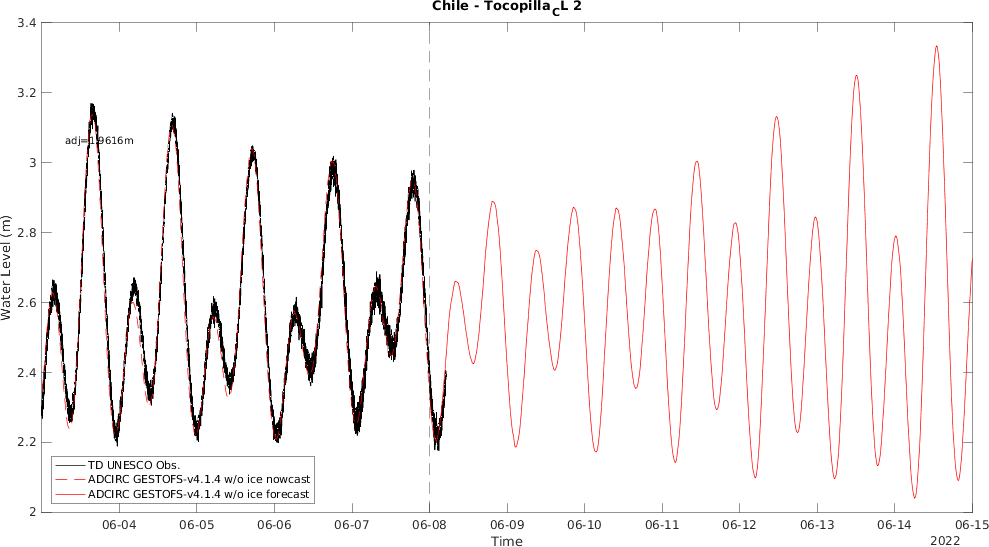 Chile - Tocopilla_CL 2
3.4
3.2
3
2.8
2.6
2.4
2.2
2
Water Level (m)
adj=1.9616m
TD UNESCO Obs.
ADCIRC GESTOFS-v4.1.4 w/o ice nowcast
ADCIRC GESTOFS-v4.1.4 w/o ice forecast
06-04 06-05 06-06 06-07 06-08 06-09 06-10 06-11 06-12 06-13 06-14 06-15
Time
2022